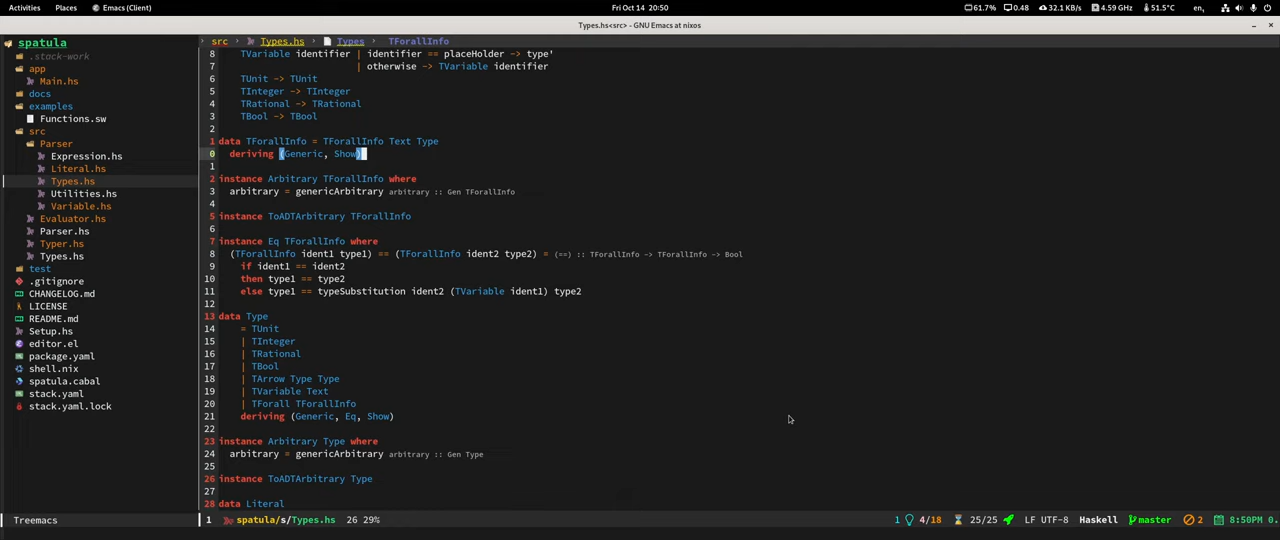 Activities Places Emacs (Client) Fri Oct 14 20:50 61.7% 0.48 32.1 KB/s 4.59 GHz 51.5°C en,
Types.hs<src> - GNU Emacs at nixos
spatula
.stack-work
app
Main.hs
docs
examples
Functions.sw
src
Parser
Expression.hs
Literal.hs
Types.hs
Utilities.hs
Variable.hs
Evaluator.hs
Parser.hs
Typer.hs
Types.hs
test
.gitignore
CHANGELOG.md
LICENSE
README.md
Setup.hs
editor.el
package.yaml
shell.nix
spatula.cabal
stack.yaml
stack.yaml.lock
src › Types.hs › Types › TForallInfo
8 TVariable identifier | identifier == placeHolder -> type'
7 | otherwise -> TVariable identifier
6 TUnit -> TUnit
5 TInteger -> TInteger
4 TRational -> TRational
3 TBool -> TBool
2
1 data TForallInfo = TForallInfo Text Type
0 deriving (Generic, Show)
1
2 instance Arbitrary TForallInfo where
3 arbitrary = genericArbitrary arbitrary :: Gen TForallInfo
4
5 instance ToADTArbitrary TForallInfo
6
7 instance Eq TForallInfo where
8 (TForallInfo ident1 type1) == (TForallInfo ident2 type2) = (==) :: TForallInfo -> TForallInfo -> Bool
9 if ident1 == ident2
10 then type1 == type2
11 else type1 == typeSubstitution ident2 (TVariable ident1) type2
12
13 data Type
14 = TUnit
15 | TInteger
16 | TRational
17 | TBool
18 | TArrow Type Type
19 | TVariable Text
20 | TForall TForallInfo
21 deriving (Generic, Eq, Show)
22
23 instance Arbitrary Type where
24 arbitrary = genericArbitrary arbitrary :: Gen Type
25
26 instance ToADTArbitrary Type
27
28 data Literal
Treemacs
1 spatula/s/Types.hs 26 29% 1 4/18 25/25 LF UTF-8 Haskell master 2 8:50PM 0.